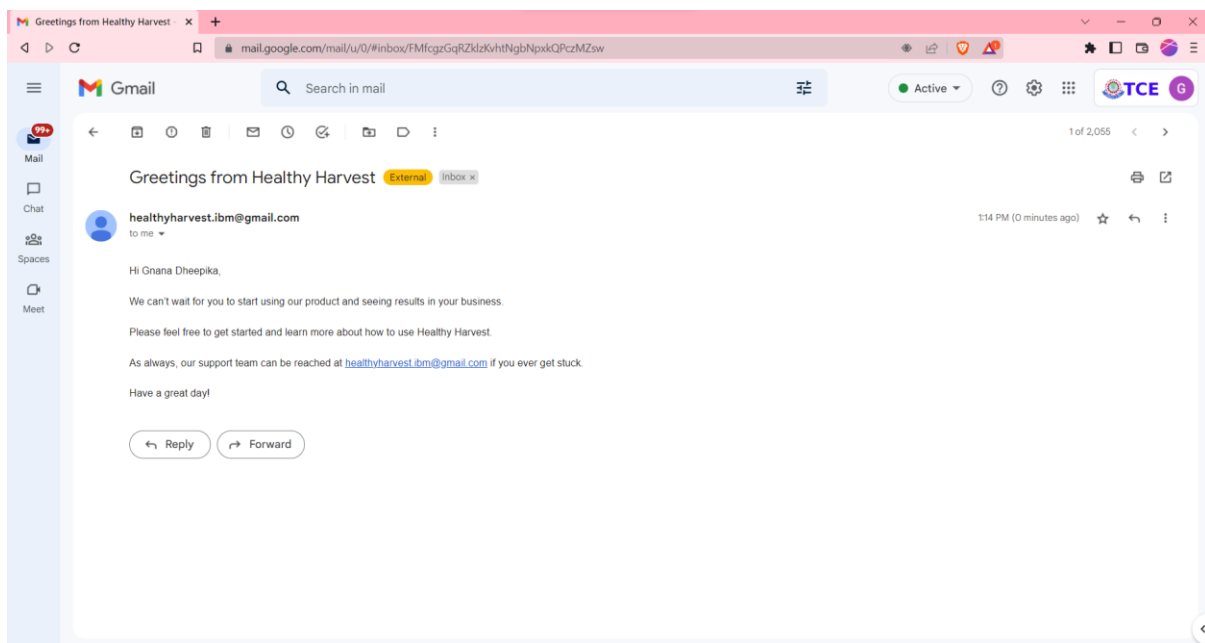 Greetings from Healthy Harvest -
mail.google.com/mail/u/0/#inbox/FMfcgzGqRZklzKvhtNgbNpxkQPczMZsw
Gmail
Search in mail
Active
TCE
G
99+
Mail
Chat
Spaces
Meet
1 of 2,055
Greetings from Healthy Harvest External Inbox ×
healthyharvest.ibm@gmail.com
1:14 PM (0 minutes ago)
to me
Hi Gnana Dheepika,
We can't wait for you to start using our product and seeing results in your business.
Please feel free to get started and learn more about how to use Healthy Harvest.
As always, our support team can be reached at healthyharvest.ibm@gmail.com if you ever get stuck.
Have a great day!
Reply
Forward